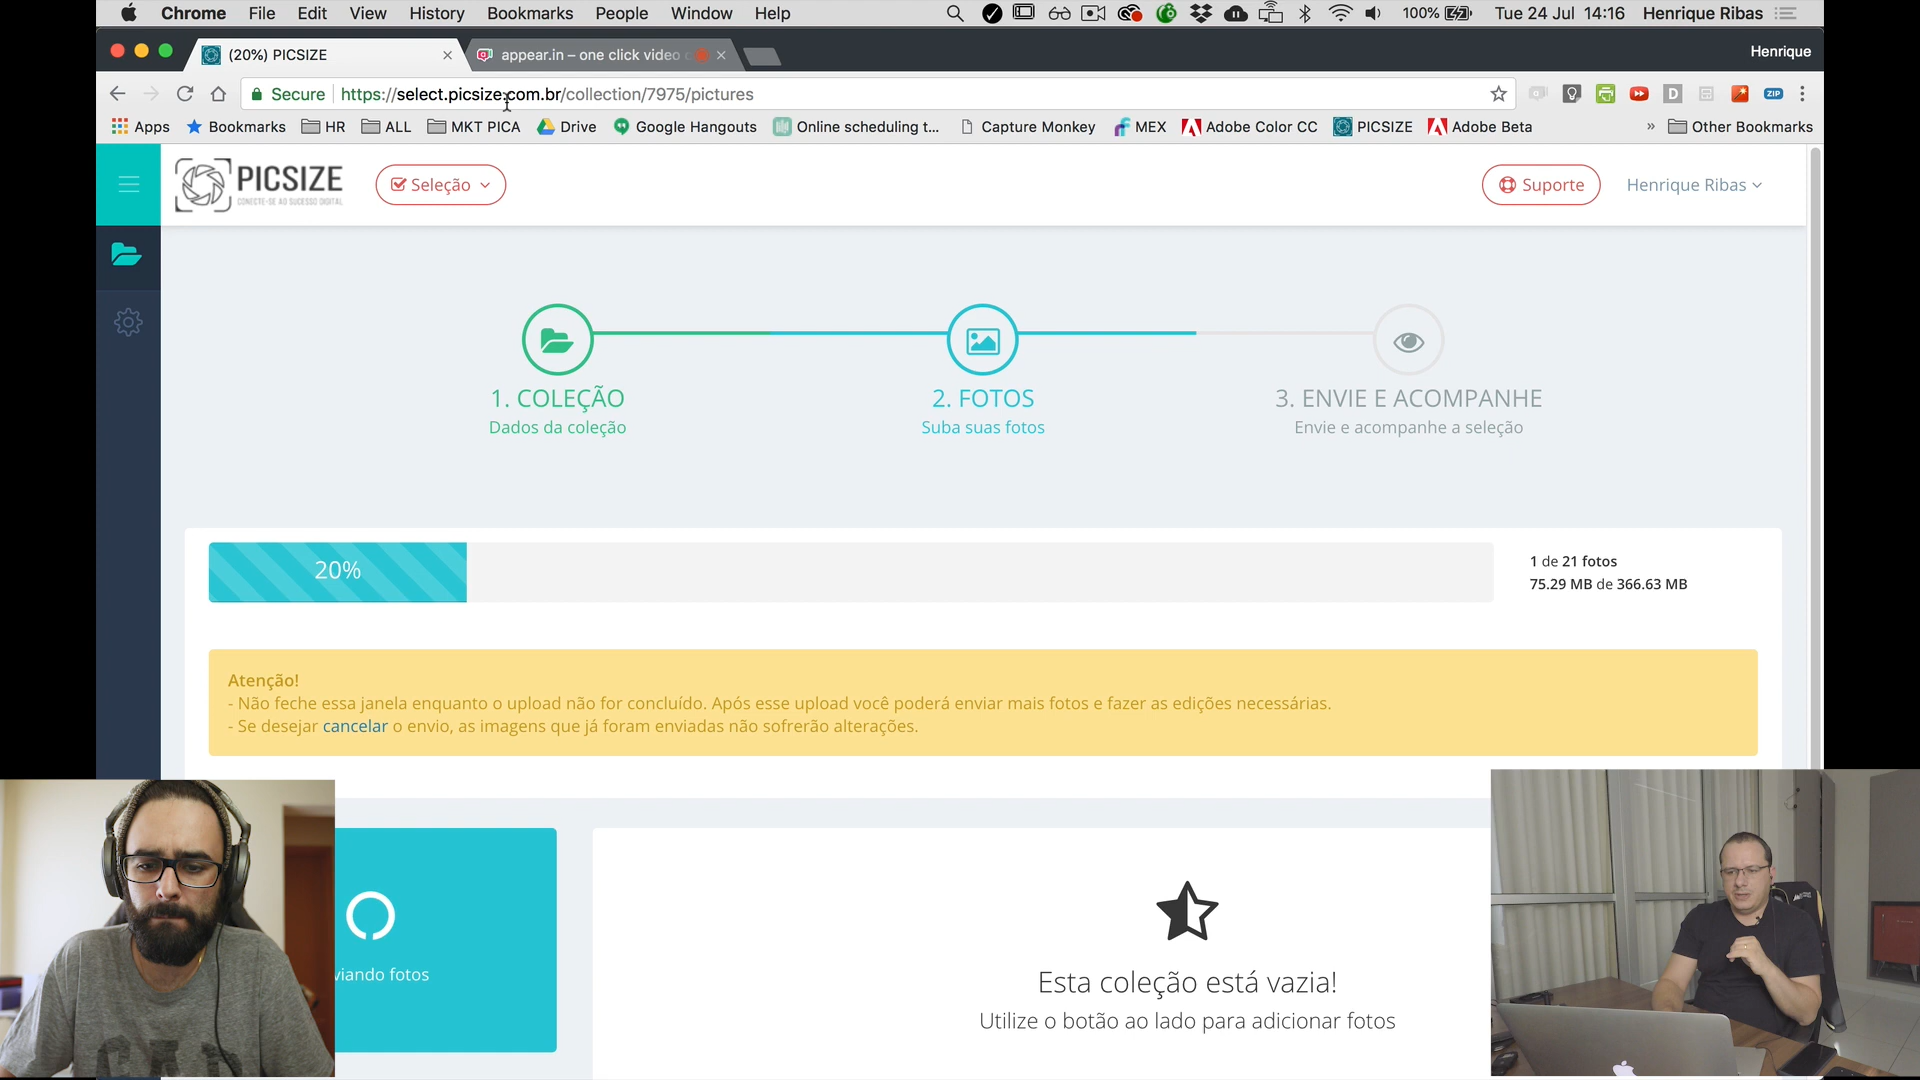 Chrome File Edit View History Bookmarks People Window Help 100% Tue 24 Jul 14:16 Henrique Ribas
(20%) PICSIZE
appear.in – one click video c
Henrique
Secure https://select.picsize.com.br/collection/7975/pictures
D ZIP
Apps Bookmarks HR ALL MKT PICA Drive Google Hangouts Online scheduling t... Capture Monkey MEX Adobe Color CC PICSIZE Adobe Beta » Other Bookmarks
PICSIZE
CONECTE-SE AO SUCESSO DIGITAL
Seleção
Suporte
Henrique Ribas
1. COLEÇÃO
Dados da coleção
2. FOTOS
Suba suas fotos
3. ENVIE E ACOMPANHE
Envie e acompanhe a seleção
20%
1 de 21 fotos
75.29 MB de 366.63 MB
Atenção!
- Não feche essa janela enquanto o upload não for concluído. Após esse upload você poderá enviar mais fotos e fazer as edições necessárias.
- Se desejar cancelar o envio, as imagens que já foram enviadas não sofrerão alterações.
viando fotos
Esta coleção está vazia!
Utilize o botão ao lado para adicionar fotos